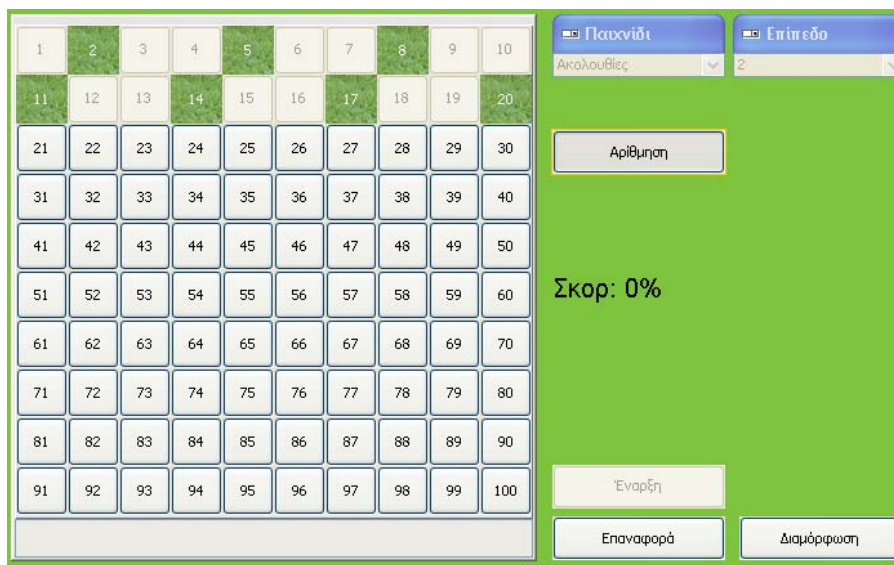 1 2 3 4 5 6 7 8 9 10
11 12 13 14 15 16 17 18 19 20
21 22 23 24 25 26 27 28 29 30
31 32 33 34 35 36 37 38 39 40
41 42 43 44 45 46 47 48 49 50
51 52 53 54 55 56 57 58 59 60
61 62 63 64 65 66 67 68 69 70
71 72 73 74 75 76 77 78 79 80
81 82 83 84 85 86 87 88 89 90
91 92 93 94 95 96 97 98 99 100
Παιχνίδι
Ακολουθίες
Επίπεδο
2
Αρίθμηση
Σκορ: 0%
Έναρξη
Επαναφορά
Διαμόρφωση